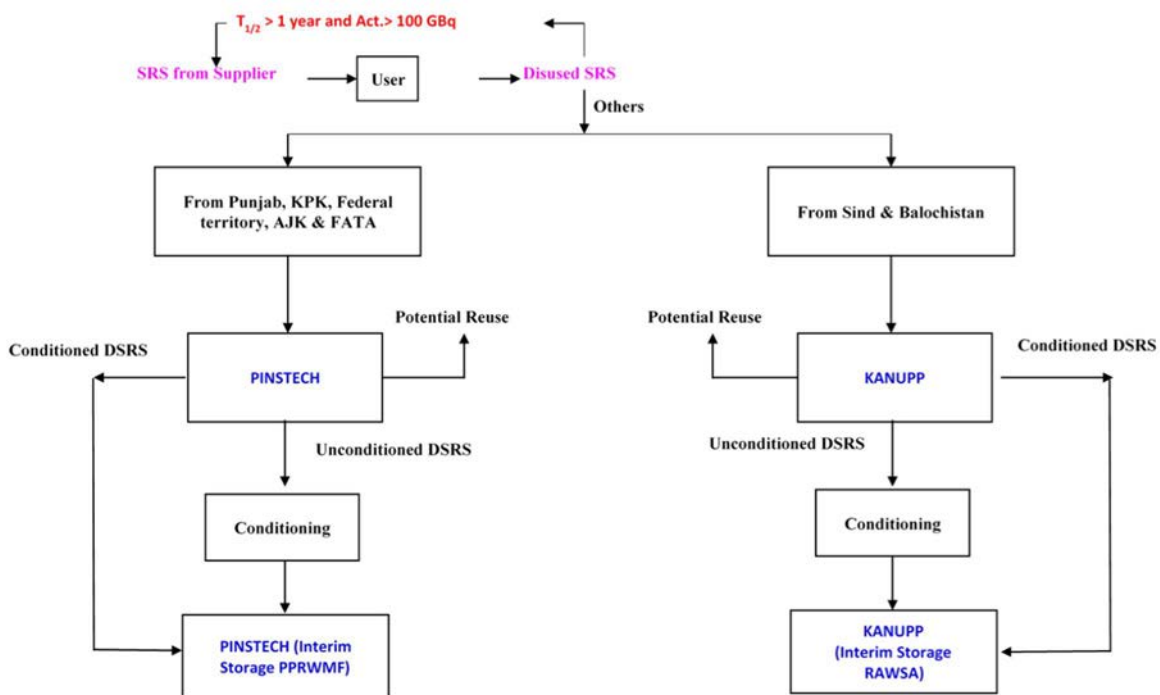 T1/2 > 1 year and Act.> 100 GBq
SRS from Supplier
User
Disused SRS
Others
From Punjab, KPK, Federal
territory, AJK & FATA
From Sind & Balochistan
Potential Reuse
Potential Reuse
Conditioned DSRS
Conditioned DSRS
PINSTECH
KANUPP
Unconditioned DSRS
Unconditioned DSRS
Conditioning
Conditioning
PINSTECH (Interim
Storage PPRWMF)
KANUPP
(Interim Storage
RAWSA)